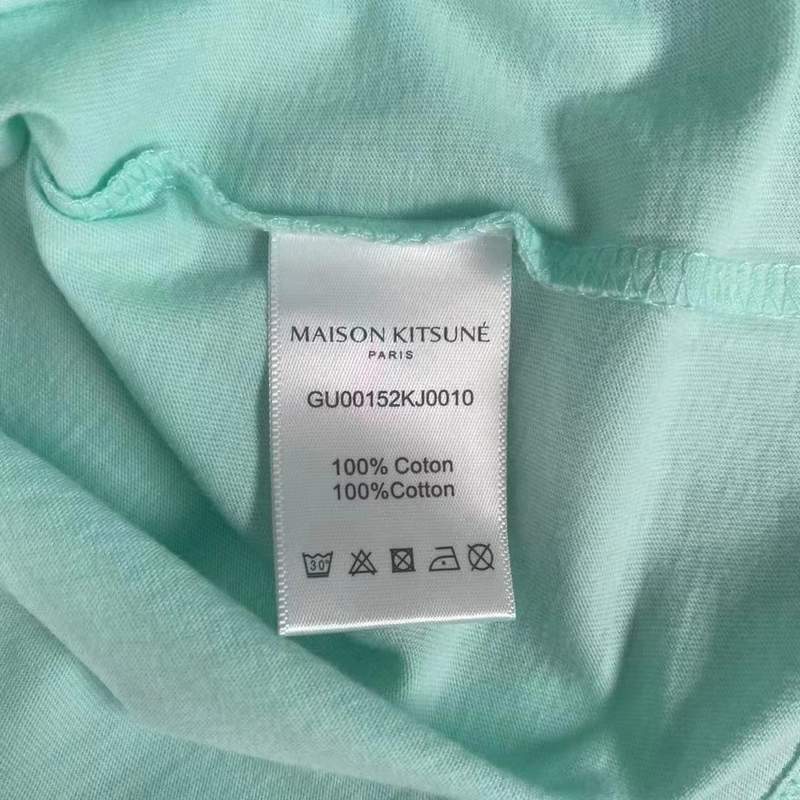 MAISON KITSUNÉ
PARIS
GU00152KJ0010
100% Coton
100%Cotton
30°